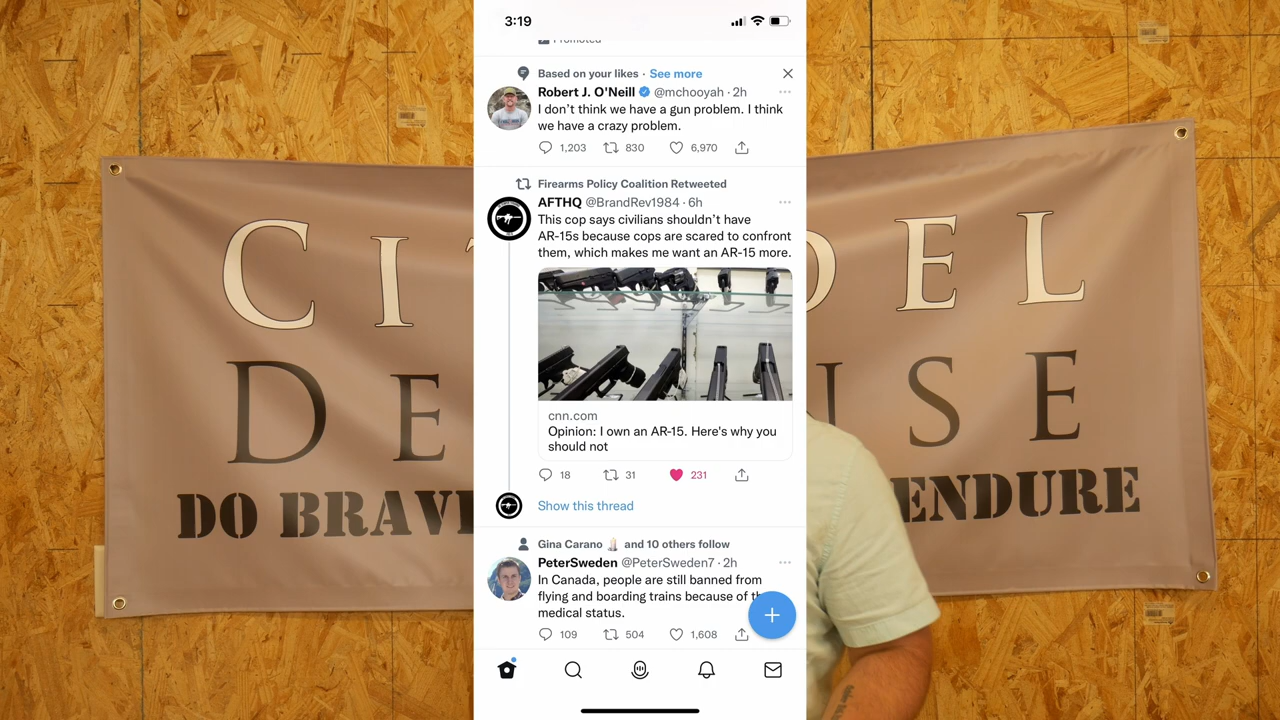 3:19
Promoted
Based on your likes · See more
Robert J. O'Neill @mchooyah · 2h
I don't think we have a gun problem. I think
we have a crazy problem.
1,203 830 6,970
Firearms Policy Coalition Retweeted
AFTHQ @BrandRev1984 · 6h
This cop says civilians shouldn't have
AR-15s because cops are scared to confront
them, which makes me want an AR-15 more.
cnn.com
Opinion: I own an AR-15. Here's why you
should not
18 31 231
Show this thread
Gina Carano and 10 others follow
PeterSweden @PeterSweden7 · 2h
In Canada, people are still banned from
flying and boarding trains because of th
medical status.
109 504 1,608
CI DEL
DE SE
DO BRAVE ENDURE